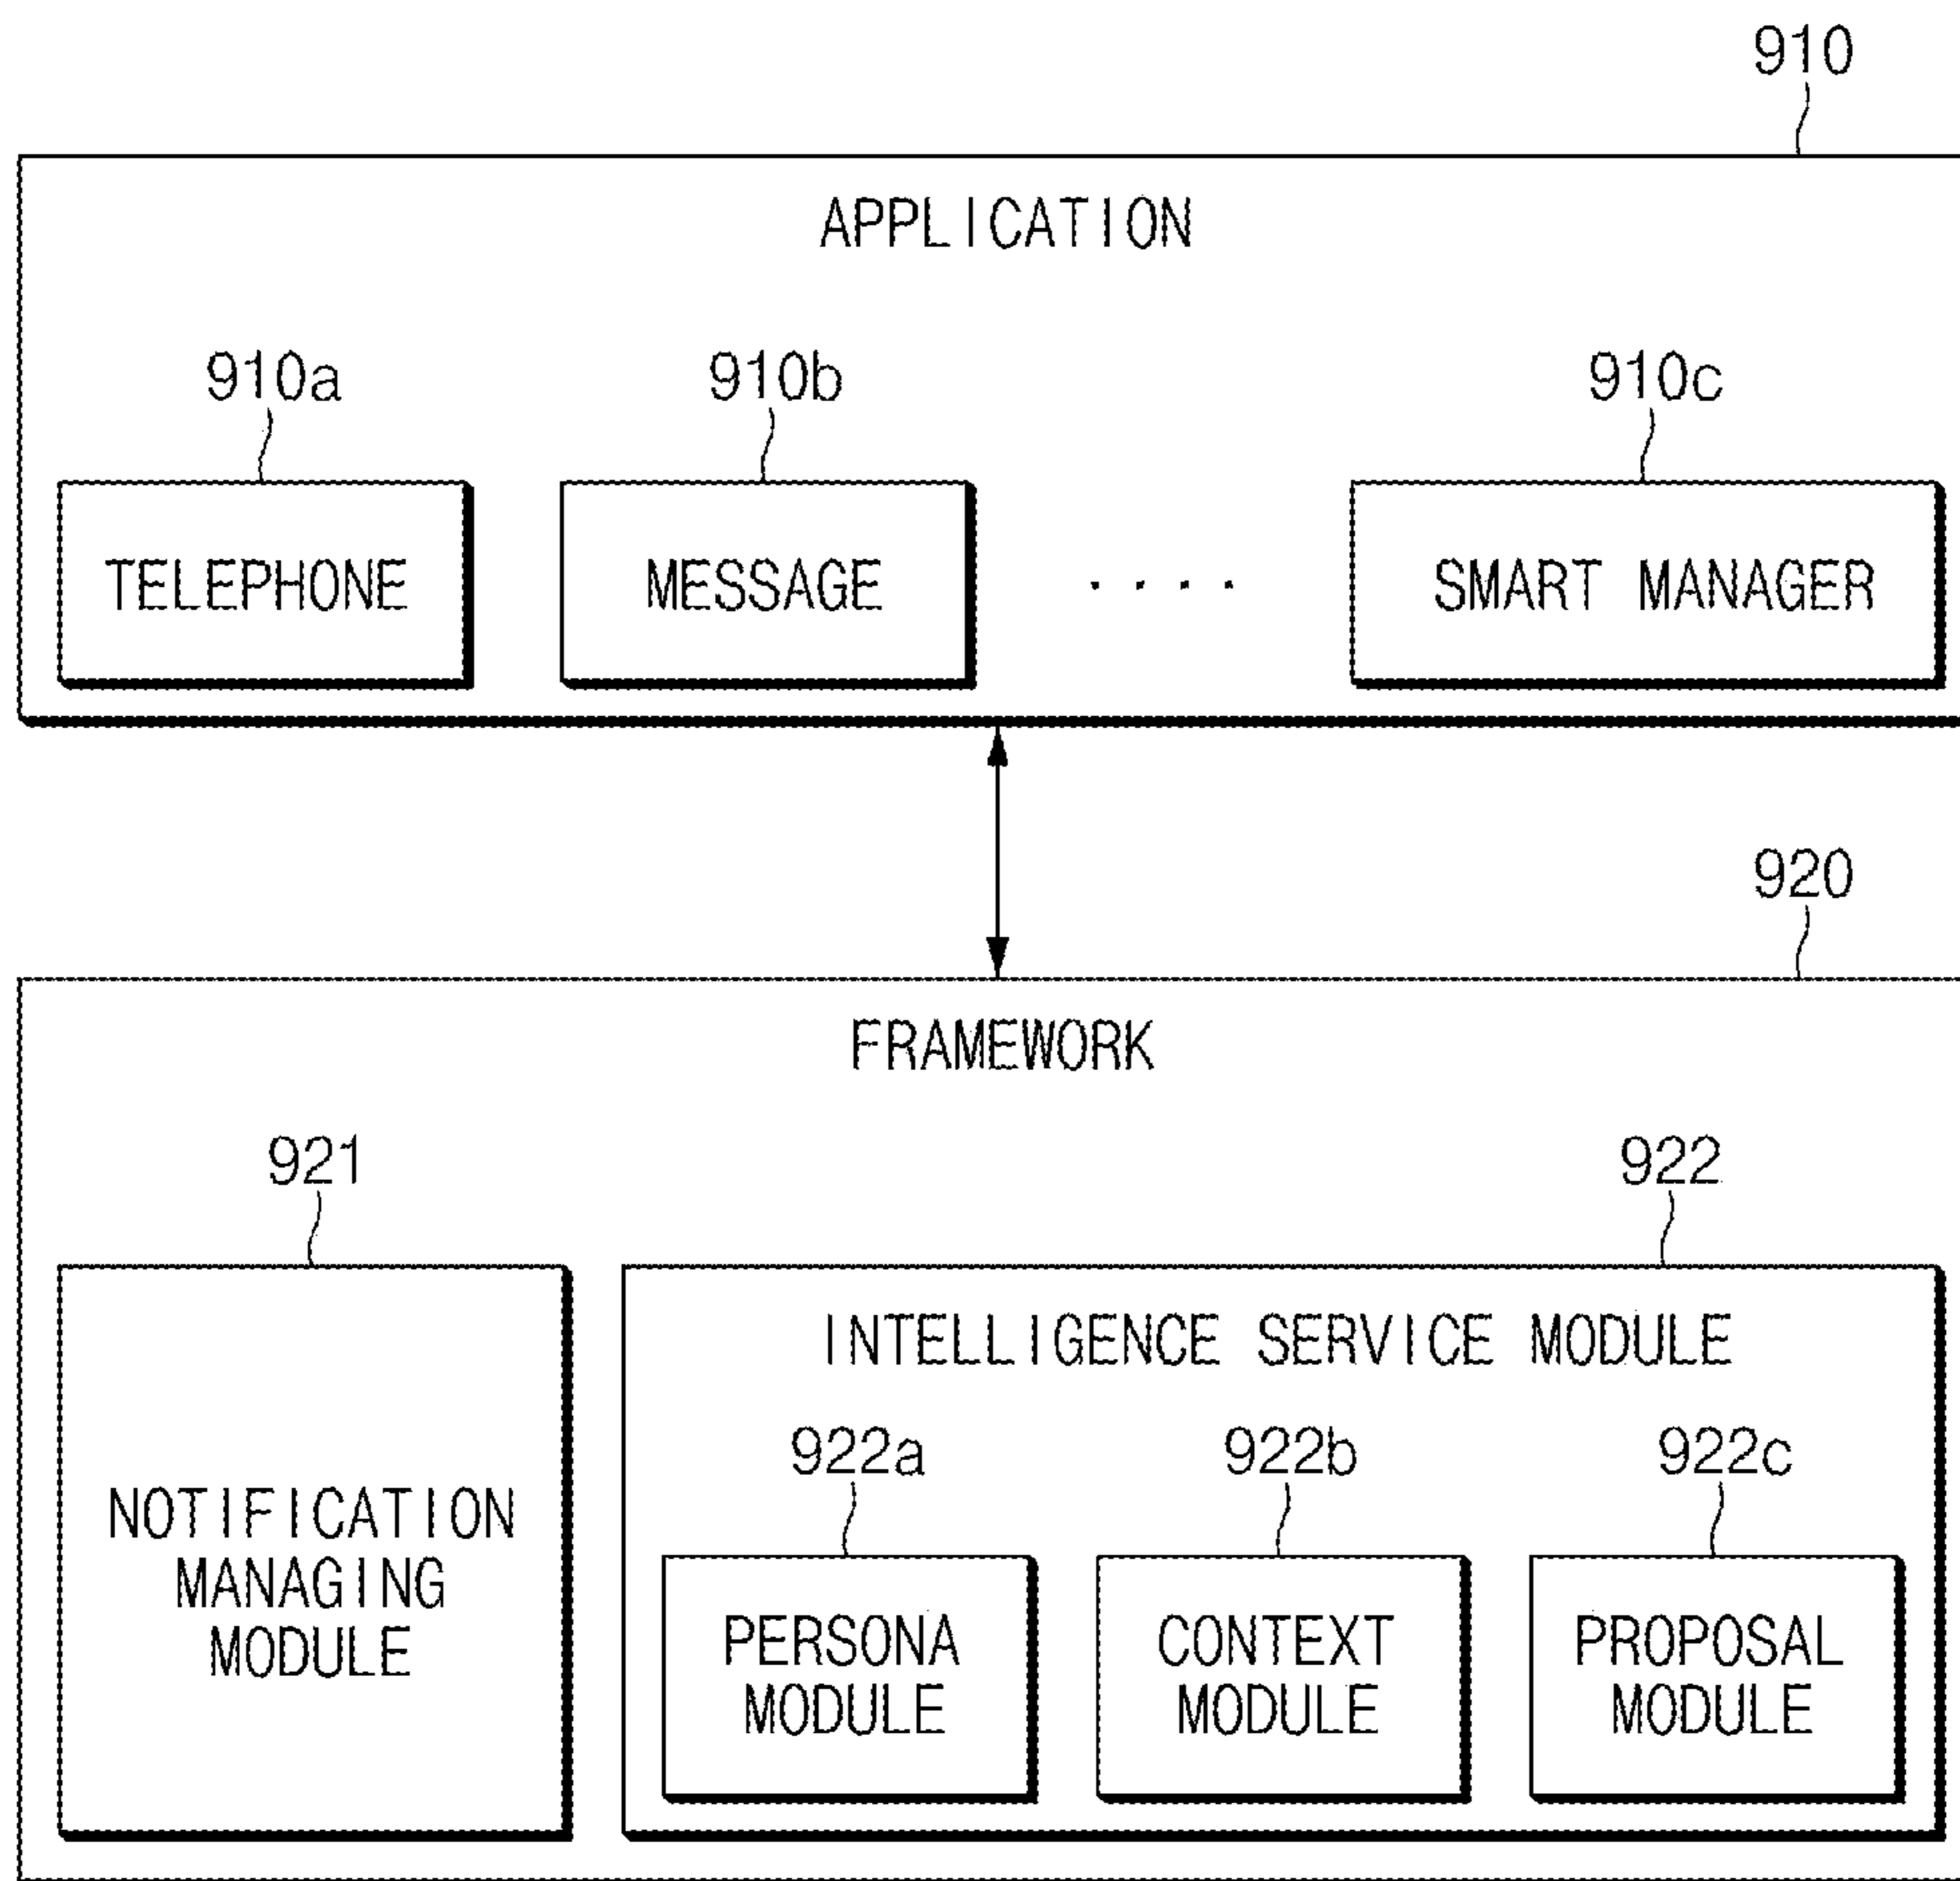 910
APPLICATION
910a 910b 910c
TELEPHONE MESSAGE .... SMART MANAGER
920
FRAMEWORK
921 922
INTELLIGENCE SERVICE MODULE
922a 922b 922c
NOTIFICATION
MANAGING
MODULE
PERSONA
MODULE
CONTEXT
MODULE
PROPOSAL
MODULE